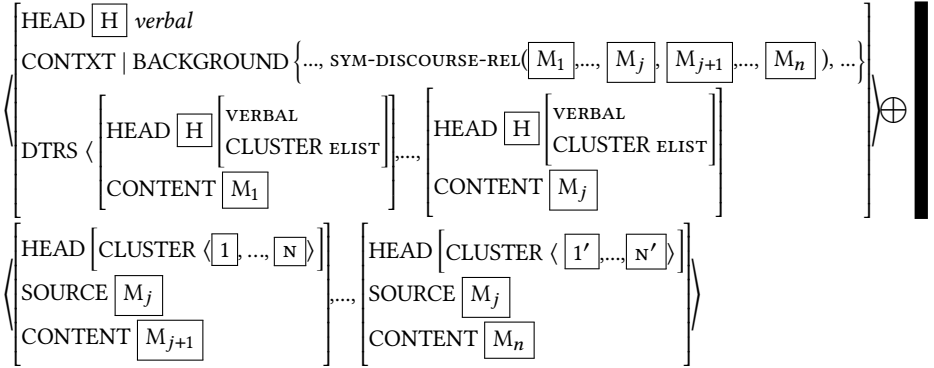 HEAD H verbal
CONTXT | BACKGROUND {..., SYM-DISCOURSE-REL( M1 ,..., Mj , Mj+1 ,..., Mn ), ...}
DTRS ⟨ [HEAD H [VERBAL CLUSTER ELIST] CONTENT M1 ],..., [HEAD H [VERBAL CLUSTER ELIST] CONTENT Mj ] ⟩⊕
⟨ [HEAD [CLUSTER ⟨ 1 , ..., N ⟩] ],..., [HEAD [CLUSTER ⟨ 1′ ,..., N′ ⟩] ] ⟩
SOURCE Mj SOURCE Mj
CONTENT Mj+1 CONTENT Mn